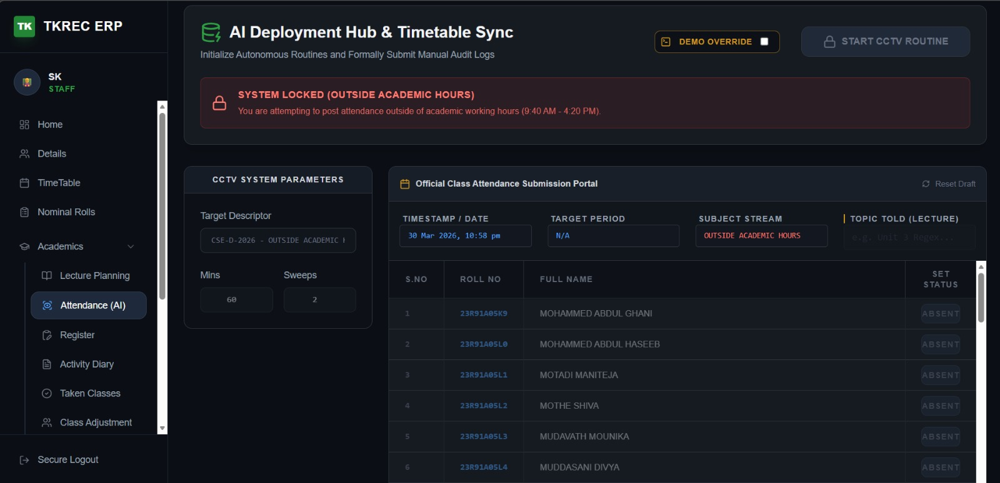 TK
TKREC ERP
SK
STAFF
Home
Details
TimeTable
Nominal Rolls
Academics
Lecture Planning
Attendance (AI)
Register
Activity Diary
Taken Classes
Class Adjustment
Secure Logout
AI Deployment Hub & Timetable Sync
Initialize Autonomous Routines and Formally Submit Manual Audit Logs
DEMO OVERRIDE
START CCTV ROUTINE
SYSTEM LOCKED (OUTSIDE ACADEMIC HOURS)
You are attempting to post attendance outside of academic working hours (9:40 AM - 4:20 PM).
CCTV SYSTEM PARAMETERS
Target Descriptor
CSE-D-2026 - OUTSIDE ACADEMIC H
Mins Sweeps
60 2
Official Class Attendance Submission Portal
Reset Draft
TIMESTAMP / DATE TARGET PERIOD SUBJECT STREAM TOPIC TOLD (LECTURE)
30 Mar 2026, 10:58 pm N/A OUTSIDE ACADEMIC HOURS e.g. Unit 3 Regex...
S.NO ROLL NO FULL NAME SET STATUS
1 23R91A05K9 MOHAMMED ABDUL GHANI ABSENT
2 23R91A05L0 MOHAMMED ABDUL HASEEB ABSENT
3 23R91A05L1 MOTADI MANITEJA ABSENT
4 23R91A05L2 MOTHE SHIVA ABSENT
5 23R91A05L3 MUDAVATH MOUNIKA ABSENT
6 23R91A05L4 MUDDASANI DIVYA ABSENT